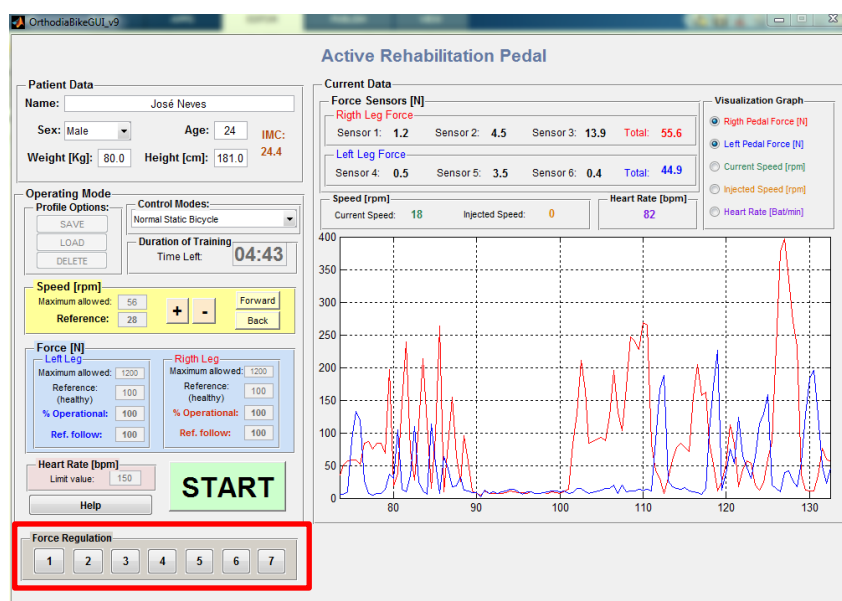 OrthodiaBikeGUI_v9
Active Rehabilitation Pedal
Patient Data
Name: José Neves
Sex: Male Age: 24 IMC:
Weight [Kg]: 80.0 Height [cm]: 181.0 24.4
Operating Mode
Profile Options:
SAVE
LOAD
DELETE
Control Modes:
Normal Static Bicycle
Duration of Training
Time Left: 04:43
Speed [rpm]
Maximum allowed: 56
Reference: 28
+ -
Forward
Back
Force [N]
Left Leg
Maximum allowed: 1200
Reference: 100
(healthy)
% Operational: 100
Ref. follow: 100
Rigth Leg
Maximum allowed: 1200
Reference: 100
(healthy)
% Operational: 100
Ref. follow: 100
Heart Rate [bpm]
Limit value: 150
Help
START
Force Regulation
1 2 3 4 5 6 7
Current Data
Force Sensors [N]
Rigth Leg Force
Sensor 1: 1.2 Sensor 2: 4.5 Sensor 3: 13.9 Total: 55.6
Left Leg Force
Sensor 4: 0.5 Sensor 5: 3.5 Sensor 6: 0.4 Total: 44.9
Speed [rpm]
Current Speed: 18 Injected Speed: 0
Heart Rate [bpm]
82
Visualization Graph
Rigth Pedal Force [N]
Left Pedal Force [N]
Current Speed [rpm]
Injected Speed [rpm]
Heart Rate [Bat/min]
400
350
300
250
200
150
100
50
0
80 90 100 110 120 130